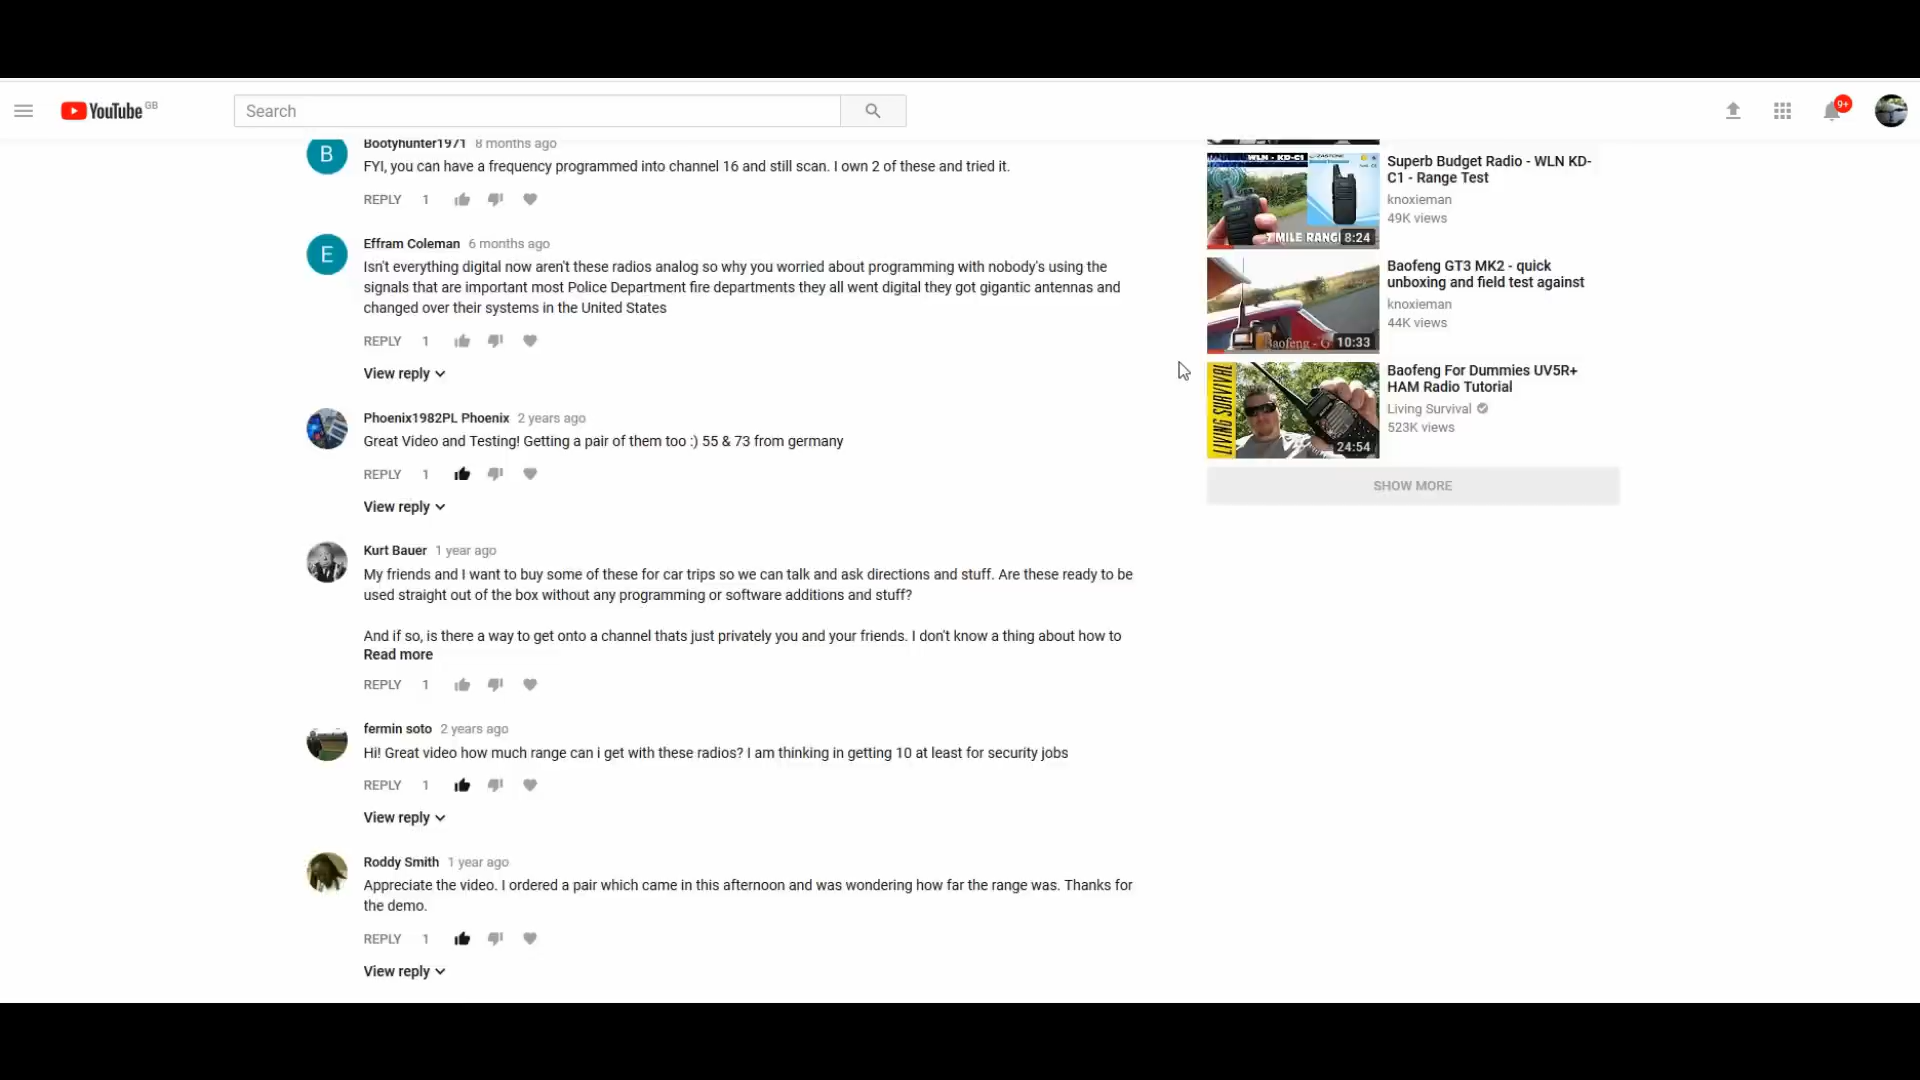 YouTube GB
Search
9+
Bootyhunter1971 8 months ago
FYI, you can have a frequency programmed into channel 16 and still scan. I own 2 of these and tried it.
REPLY 1
E
Effram Coleman 6 months ago
Isn't everything digital now aren't these radios analog so why you worried about programming with nobody's using the
signals that are important most Police Department fire departments they all went digital they got gigantic antennas and
changed over their systems in the United States
REPLY 1
View reply
Phoenix1982PL Phoenix 2 years ago
Great Video and Testing! Getting a pair of them too :) 55 & 73 from germany
REPLY 1
View reply
Kurt Bauer 1 year ago
My friends and I want to buy some of these for car trips so we can talk and ask directions and stuff. Are these ready to be
used straight out of the box without any programming or software additions and stuff?
And if so, is there a way to get onto a channel thats just privately you and your friends. I don't know a thing about how to
Read more
REPLY 1
fermin soto 2 years ago
Hi! Great video how much range can i get with these radios? I am thinking in getting 10 at least for security jobs
REPLY 1
View reply
Roddy Smith 1 year ago
Appreciate the video. I ordered a pair which came in this afternoon and was wondering how far the range was. Thanks for
the demo.
REPLY 1
View reply
B
WLN - KD-C1
ZASTONE
7 MILE RANGE
8:24
Superb Budget Radio - WLN KD-
C1 - Range Test
knoxieman
49K views
Baofeng - G
10:33
Baofeng GT3 MK2 - quick
unboxing and field test against
knoxieman
44K views
LIVING SURVIVAL
24:54
Baofeng For Dummies UV5R+
HAM Radio Tutorial
Living Survival
523K views
SHOW MORE